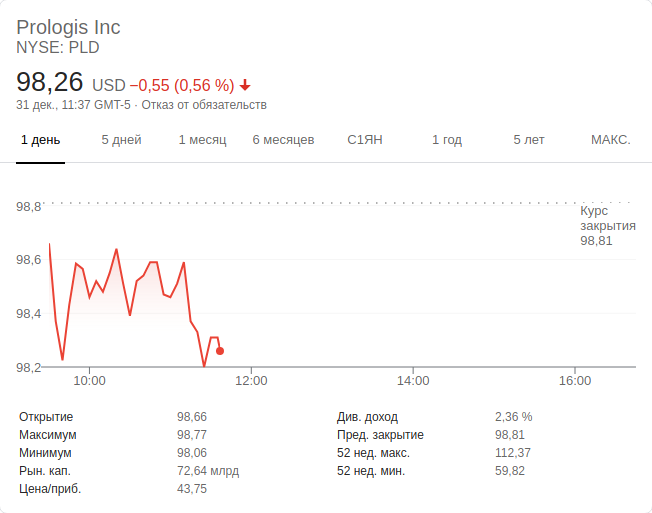 Prologis Inc
NYSE: PLD
98,26 USD −0,55 (0,56 %)
31 дек., 11:37 GMT-5 · Отказ от обязательств
1 день 5 дней 1 месяц 6 месяцев С1ЯН 1 год 5 лет МАКС.
98,8
Курс
закрытия
98,81
98,6
98,4
98,2
10:00 12:00 14:00 16:00
Открытие 98,66 Див. доход 2,36 %
Максимум 98,77 Пред. закрытие 98,81
Минимум 98,06 52 нед. макс. 112,37
Рын. кап. 72,64 млрд 52 нед. мин. 59,82
Цена/приб. 43,75